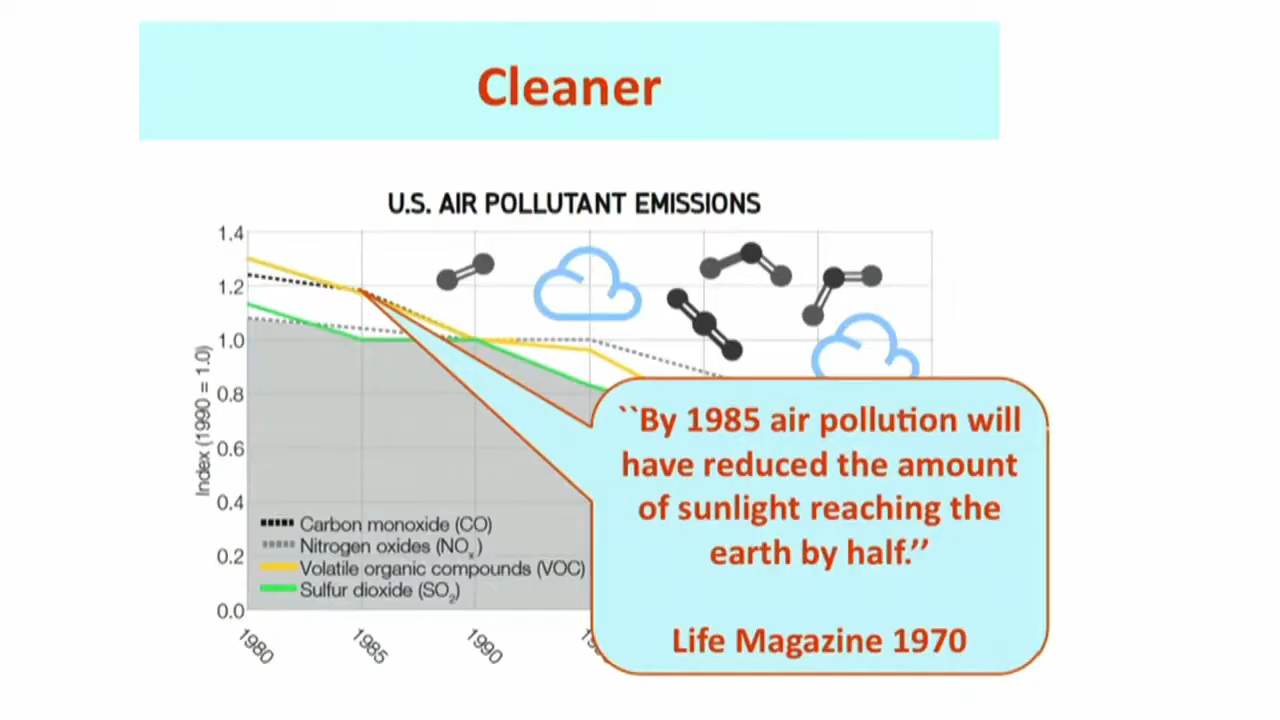 Cleaner
U.S. AIR POLLUTANT EMISSIONS
Index (1990 = 1.0)
1.4
1.2
1.0
0.8
0.6
0.4
0.2
0.0
Carbon monoxide (CO)
Nitrogen oxides (NOx)
Volatile organic compounds (VOC)
Sulfur dioxide (SO2)
1980
1985
1990
``By 1985 air pollution will
have reduced the amount
of sunlight reaching the
earth by half.’’
Life Magazine 1970